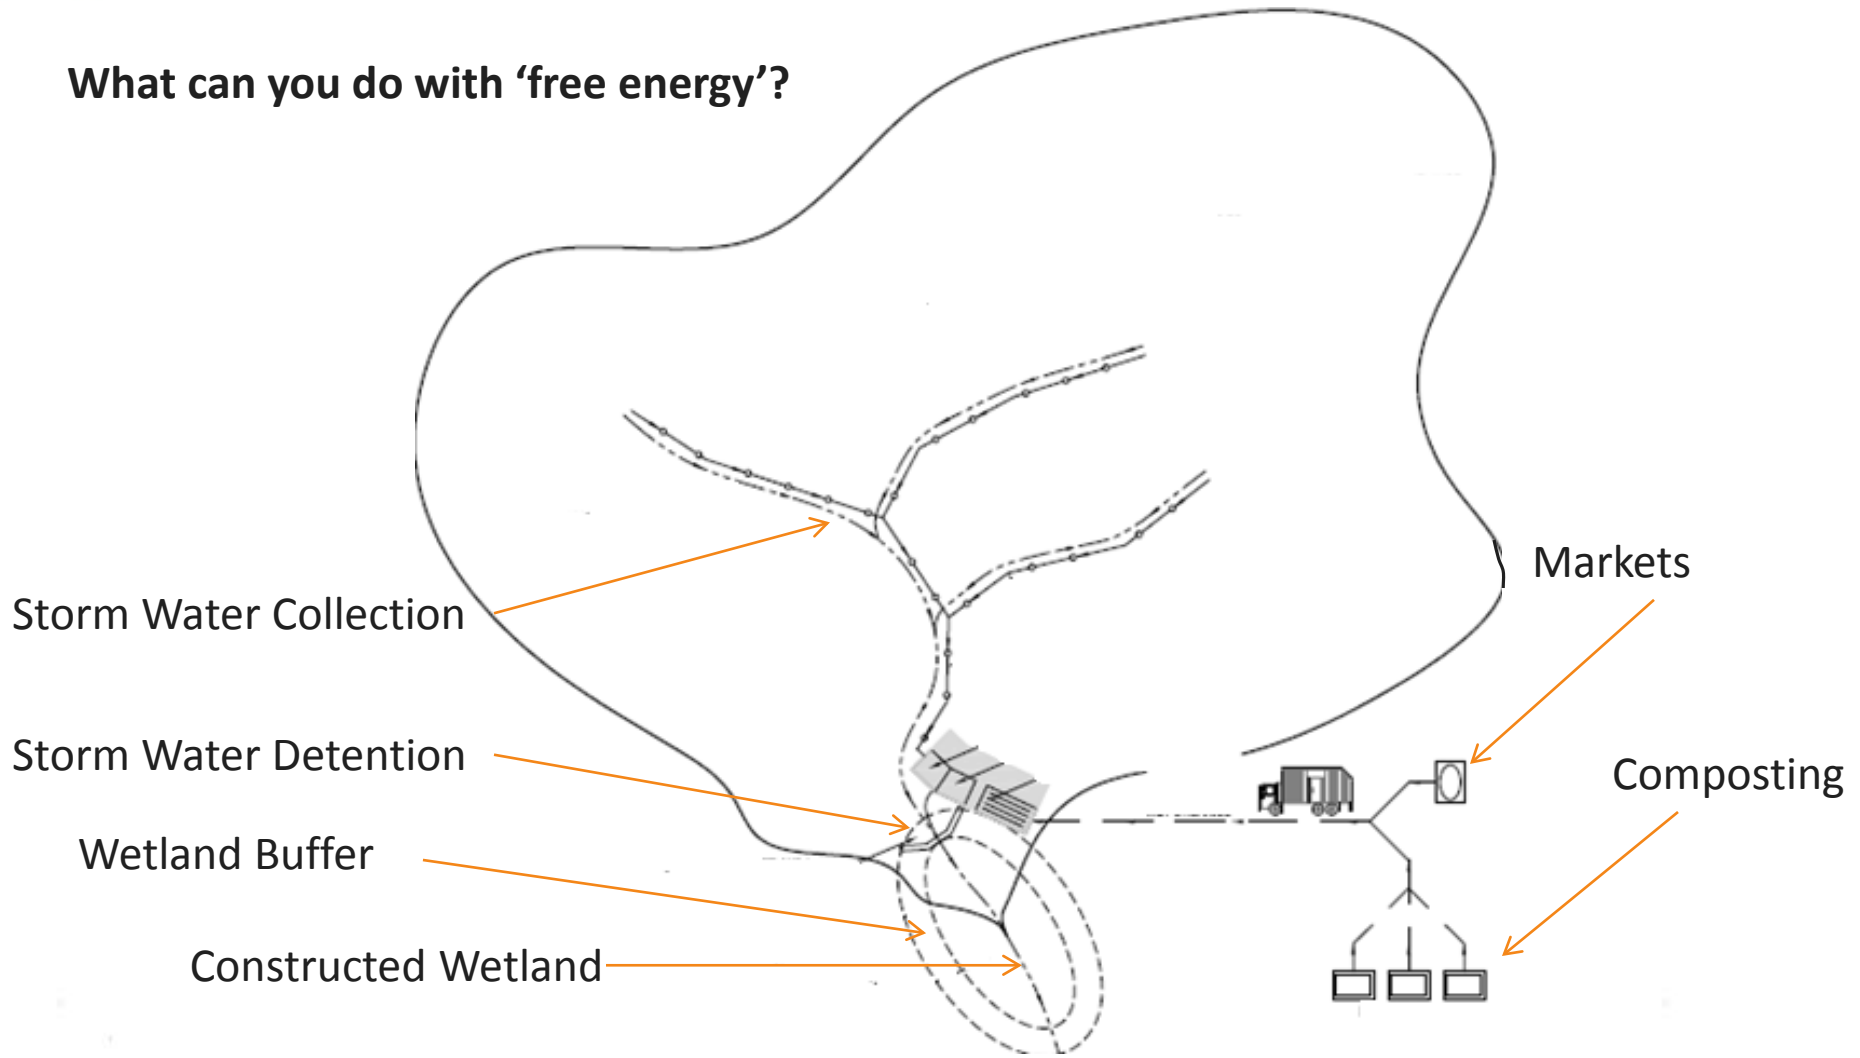 What can you do with ‘free energy’?
Markets
Storm Water Collection
Storm Water Detention
Composting
Wetland Buffer
Constructed Wetland